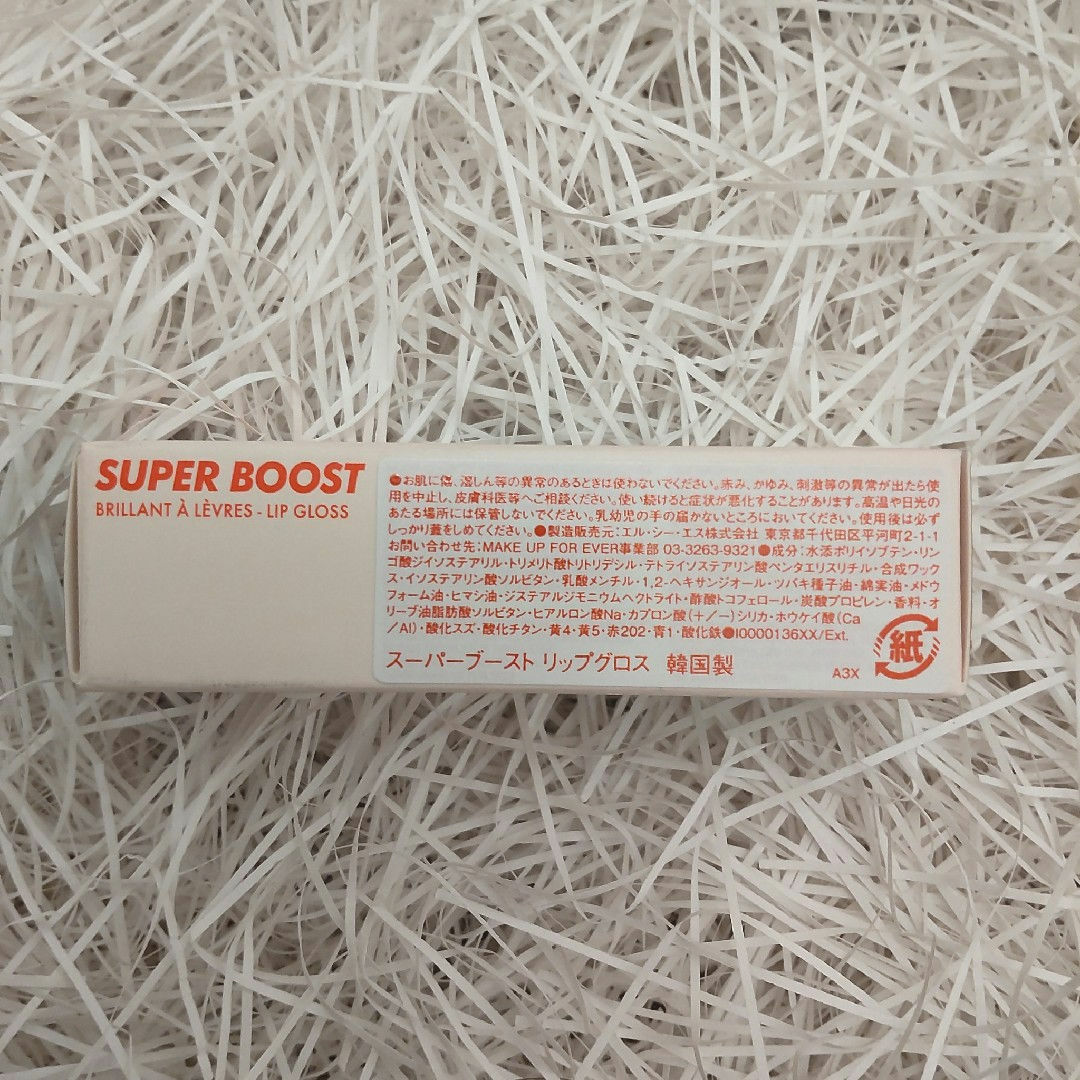 SUPER BOOST
BRILLANT À LÈVRES - LIP GLOSS
●お肌に傷、湿しん等の異常のあるときは使わないでください。赤み、かゆみ、刺激等の異常が出たら使
用を中止し、皮膚科医等へご相談ください。使い続けると症状が悪化することがあります。高温や日光の
あたる場所には保管しないでください。乳幼児の手の届かないところにおいてください。使用後は必ず
しっかり蓋をしめてください。●製造販売元：エル・シー・エス株式会社 東京都千代田区平河町2-1-1
お問い合わせ先：MAKE UP FOR EVER事業部 03-3263-9321●成分：水添ポリイソブテン・リン
ゴ酸ジイソステアリル・トリメリト酸トリトリデシル・テトライソステアリン酸ペンタエリスリチル・合成ワック
ス・イソステアリン酸ソルビタン・乳酸メンチル・1,2-ヘキサンジオール・ツバキ種子油・綿実油・メドウ
フォーム油・ヒマシ油・ジステアルジモニウムヘクトライト・酢酸トコフェロール・炭酸プロピレン・香料・オ
リーブ油脂肪酸ソルビタン・ヒアルロン酸Na・カプロン酸(＋/ー)シリカ・ホウケイ酸(Ca
/Al)・酸化スズ・酸化チタン・黄4・黄5・赤202・青1・酸化鉄●I0000136XX/Ext.
スーパーブースト リップグロス 韓国製
A3X
紙